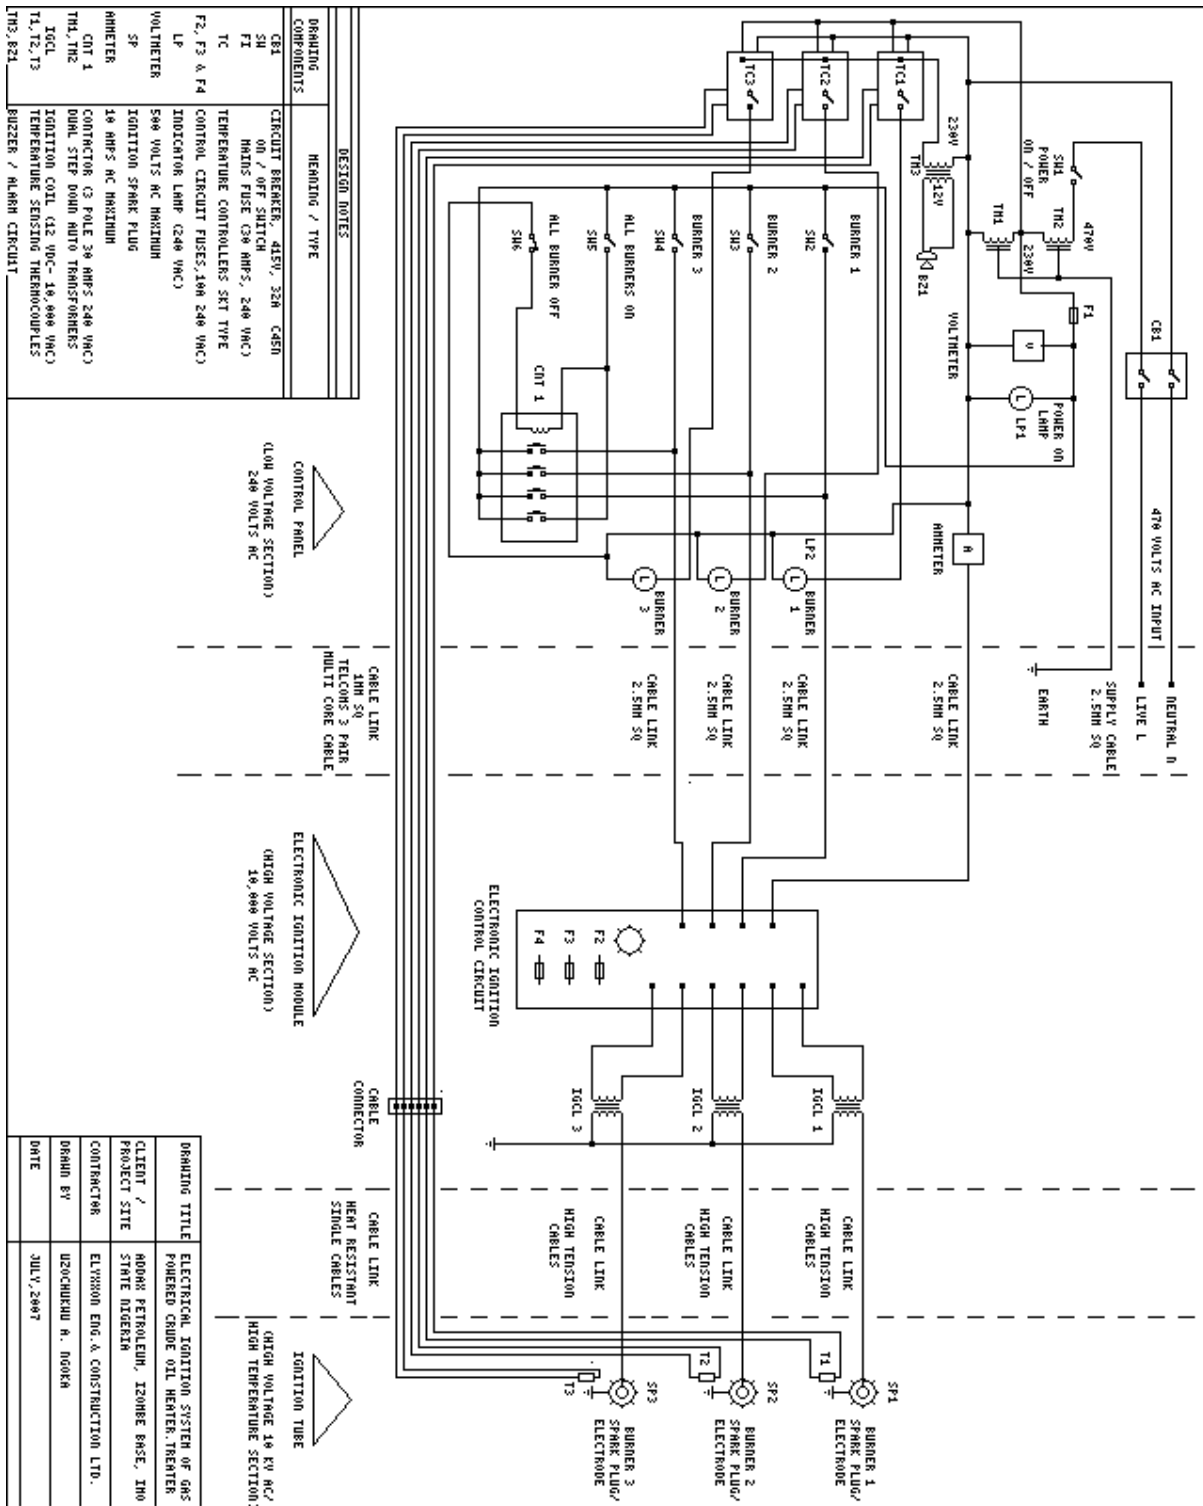 470 VOLTS AC INPUT
NEUTRAL N
LIVE L
SUPPLY CABLE
2.5MM SQ
EARTH
CB1
SW1
POWER
ON / OFF
TM2
470V
230V
TM1
F1
VOLTMETER
V
POWER ON
LAMP
L
LP1
230V
TM3
12V
BZ1
AMMETER
A
CABLE LINK
2.5MM SQ
TC1
TC2
TC3
BURNER 1
SW2
BURNER 2
SW3
BURNER 3
SW4
ALL BURNERS ON
SW5
ALL BURNER OFF
SW6
CNT 1
LP2
L
BURNER
1
L
BURNER
2
L
BURNER
3
CABLE LINK
2.5MM SQ
CABLE LINK
2.5MM SQ
CABLE LINK
2.5MM SQ
CABLE LINK
1MM SQ
TELCOMS 3 PAIR
MULTI CORE CABLE
ELECTRONIC IGNITION
CONTROL CIRCUIT
F2
F3
F4
IGCL 1
IGCL 2
IGCL 3
CABLE
CONNECTOR
CABLE LINK
HIGH TENSION
CABLES
CABLE LINK
HIGH TENSION
CABLES
CABLE LINK
HIGH TENSION
CABLES
CABLE LINK
HEAT RESISTANT
SINGLE CABLES
T1
T2
T3
SP1
SP2
SP3
BURNER 1
SPARK PLUG/
ELECTRODE
BURNER 2
SPARK PLUG/
ELECTRODE
BURNER 3
SPARK PLUG/
ELECTRODE
CONTROL PANEL
(LOW VOLTAGE SECTION)
240 VOLTS AC
ELECTRONIC IGNITION MODULE
(HIGH VOLTAGE SECTION)
10,000 VOLTS AC
IGNITION TUBE
(HIGH VOLTAGE 10 KV AC/
HIGH TEMPERATURE SECTION)
DESIGN NOTES
DRAWING
COMPONENTS
MEANING / TYPE
CB1 CIRCUIT BREAKER, 415V, 32A C45N
SW ON / OFF SWITCH
FI MAINS FUSE (30 AMPS, 240 VAC)
TC TEMPERATURE CONTROLLERS SKT TYPE
F2, F3 & F4 CONTROL CIRCUIT FUSES,10A 240 VAC)
LP INDICATOR LAMP (240 VAC)
VOLTMETER 500 VOLTS AC MAXIMUM
SP IGNITION SPARK PLUG
AMMETER 10 AMPS AC MAXIMUM
CNT 1 CONTACTOR (3 POLE 30 AMPS 240 VAC)
TM1,TM2 DUAL STEP DOWN AUTO TRANSFORMERS
IGCL IGNITION COIL (12 VDC- 10,000 VAC)
T1,T2,T3 TEMPERATURE SENSING THERMOCOUPLES
TM3,BZ1 BUZZER / ALARM CIRCUIT
DRAWING TITLE ELECTRICAL IGNITION SYSTEM OF GAS
POWERED CRUDE OIL HEATER.TREATER
CLIENT / ADDAX PETROLEUM, IZOMBE BASE, IMO
PROJECT SITE STATE NIGERIA
CONTRACTOR ELYXXON ENG.& CONSTRUCTION LTD.
DRAWN BY UZOCHUKWU A. NGOKA
DATE JULY,2007